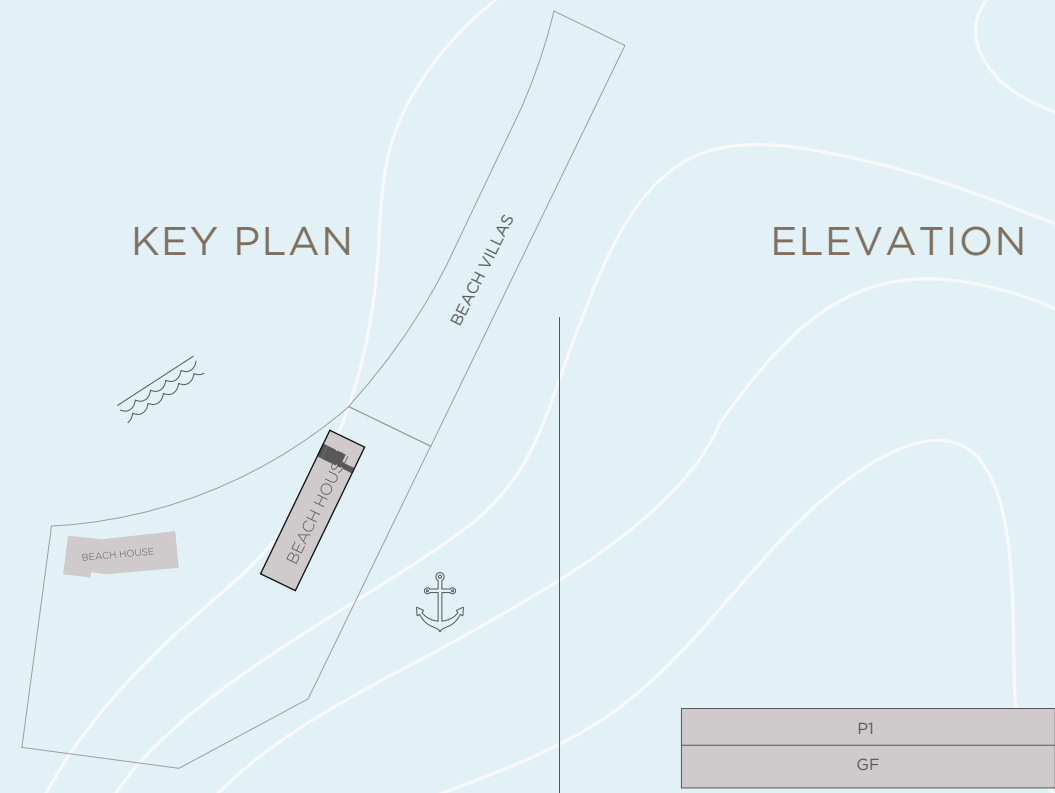 KEY PLAN
ELEVATION
BEACH VILLAS
BEACH HOUSE
BEACH HOUSE
P1
GF